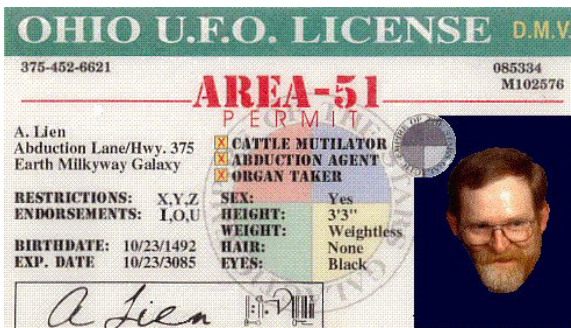 OHIO U.F.O. LICENSE D.M.V.
375-452-6621
085334
M102576
AREA-51
PERMIT
A. Lien
Abduction Lane/Hwy. 375
Earth Milkyway Galaxy
X CATTLE MUTILATOR
X ABDUCTION AGENT
X ORGAN TAKER
RESTRICTIONS: X,Y,Z
ENDORSEMENTS: I,O,U
BIRTHDATE: 10/23/1492
EXP. DATE 10/23/3085
SEX: Yes
HEIGHT: 3'3"
WEIGHT: Weightless
HAIR: None
EYES: Black
A Lien